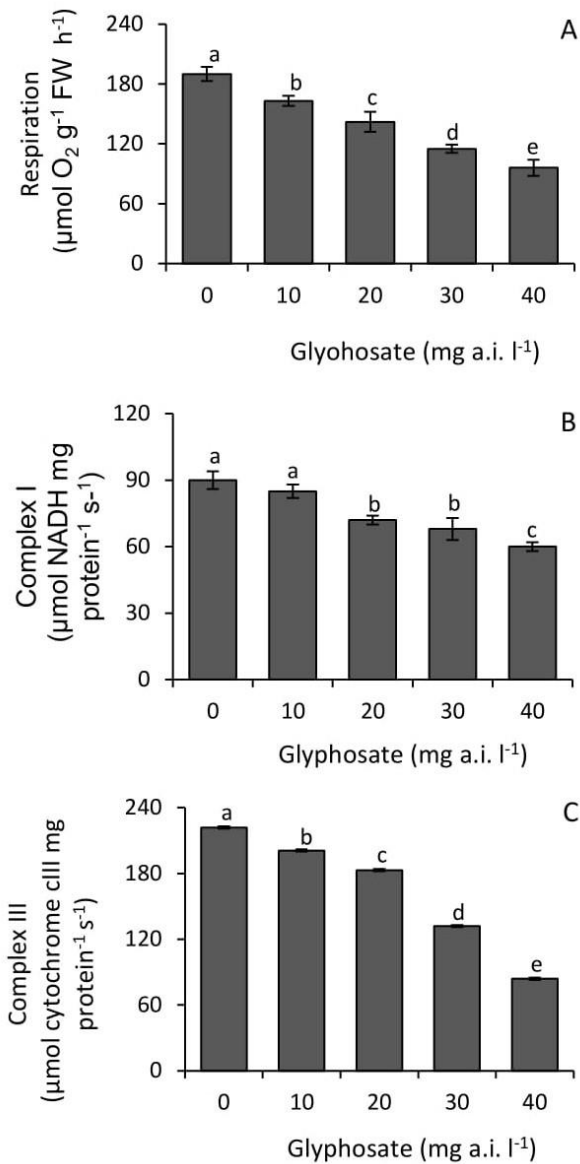 A
Respiration
(µmol O₂ g⁻¹ FW h⁻¹)
240
180
120
60
0
a
b
c
d
e
0 10 20 30 40
Glyohosate (mg a.i. l⁻¹)
B
Complex I
(µmol NADH mg
protein⁻¹ s-¹)
120
90
60
30
0
a
a
b
b
c
0 10 20 30 40
Glyphosate (mg a.i. l⁻¹)
C
Complex III
(µmol cytochrome cIII mg
protein⁻¹ s⁻¹)
240
180
120
60
0
a
b
c
d
e
0 10 20 30 40
Glyphosate (mg a.i. l⁻¹)